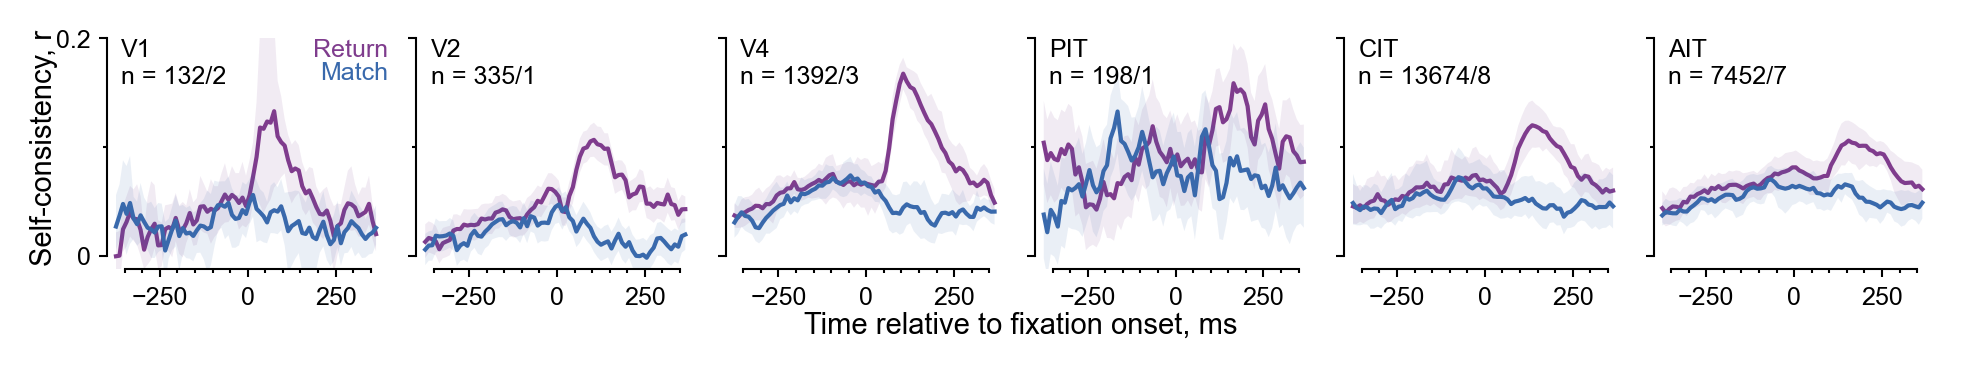 Self-consistency, r
0.2
0
V1
n = 132/2
Return
Match
−250 0 250
V2
n = 335/1
−250 0 250
V4
n = 1392/3
−250 0 250
PIT
n = 198/1
−250 0 250
CIT
n = 13674/8
−250 0 250
AIT
n = 7452/7
−250 0 250
Time relative to fixation onset, ms